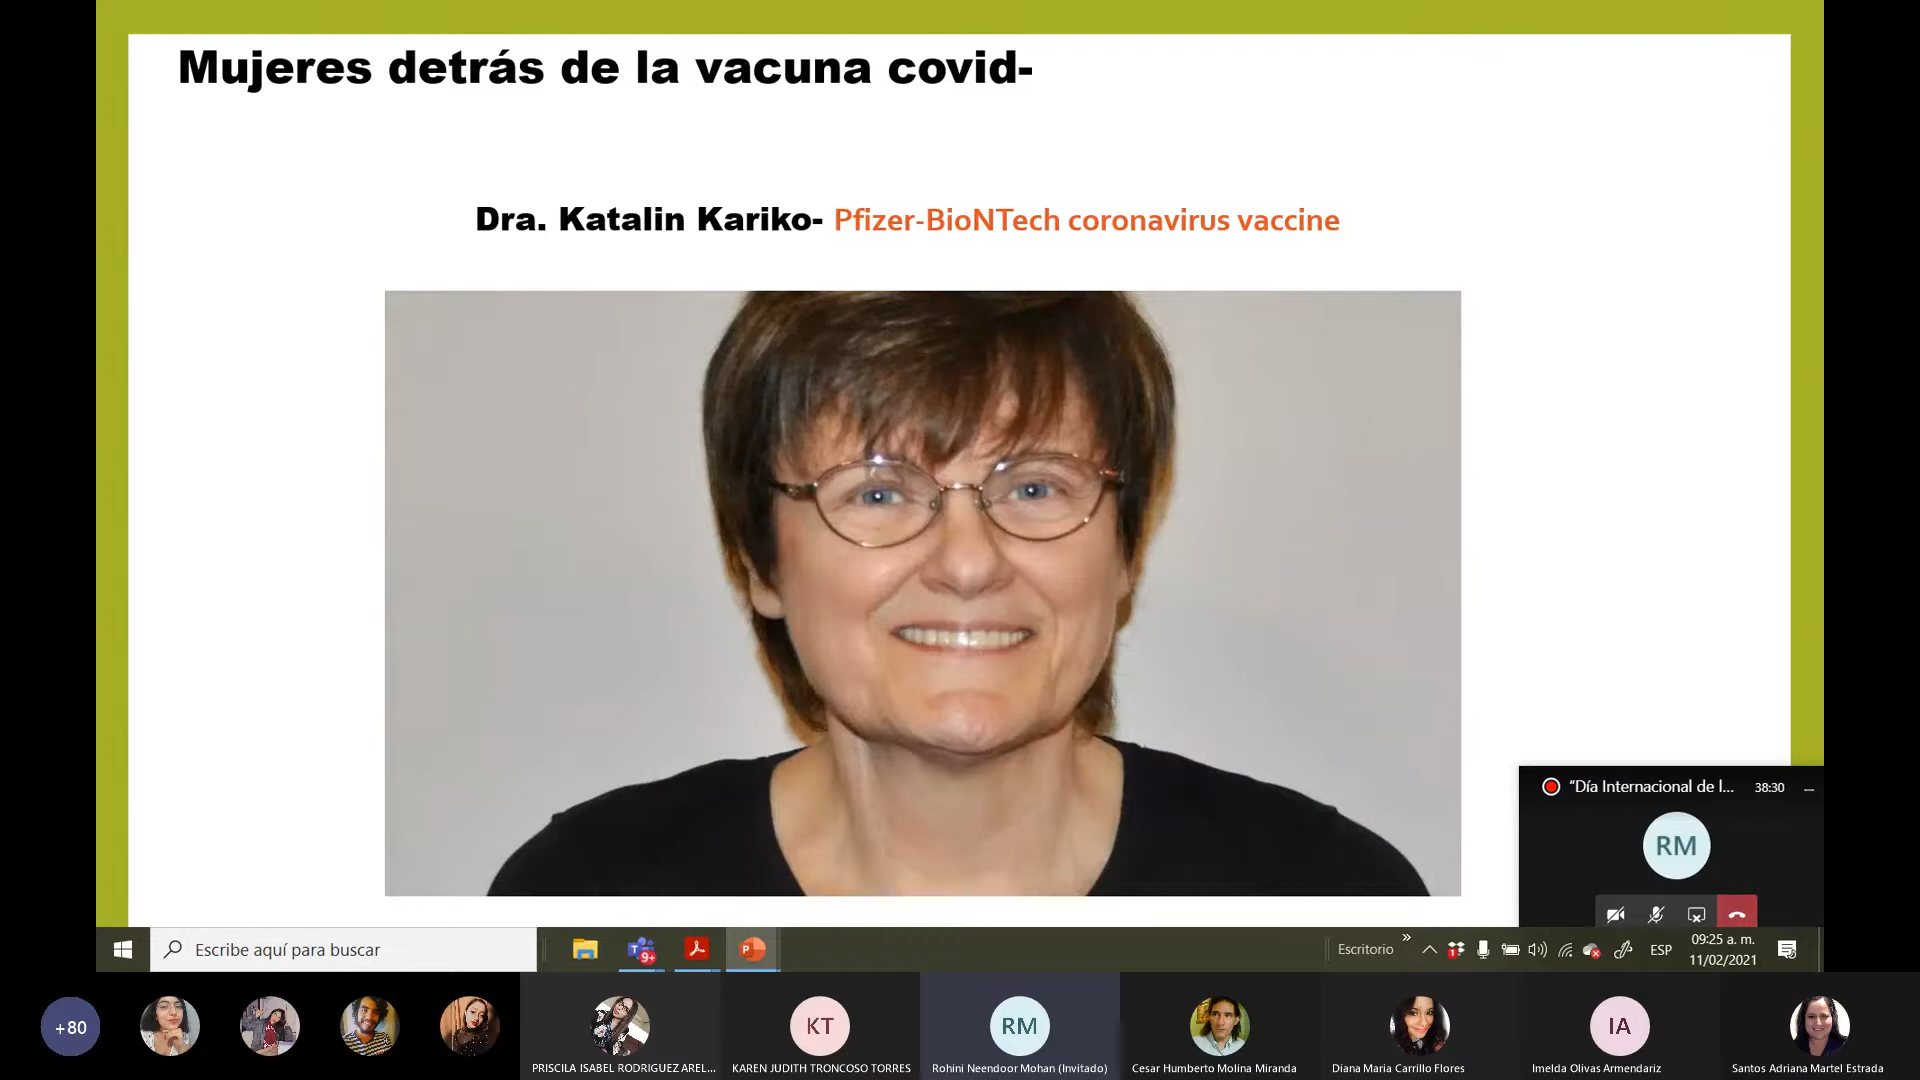 Mujeres detrás de la vacuna covid-
Dra. Katalin Kariko- Pfizer-BioNTech coronavirus vaccine
"Día Internacional de l... 38:30
RM
Escribe aquí para buscar
9+
Escritorio
1
ESP
09:25 a. m.
11/02/2021
+80
KT
RM
IA
PRISCILA ISABEL RODRIGUEZ AREL...
KAREN JUDITH TRONCOSO TORRES
Rohini Neendoor Mohan (Invitado)
Cesar Humberto Molina Miranda
Diana Maria Carrillo Flores
Imelda Olivas Armendariz
Santos Adriana Martel Estrada